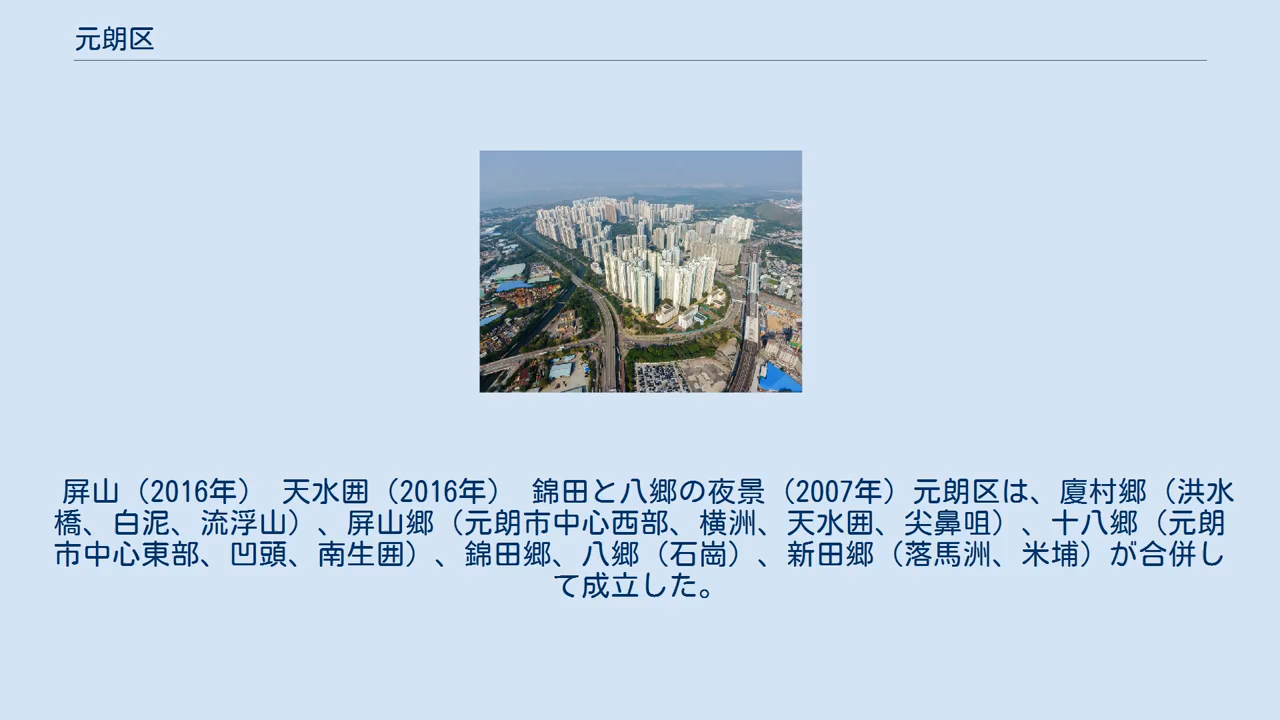 元朗区
屏山（2016年） 天水囲（2016年） 錦田と八郷の夜景（2007年）元朗区は、廈村郷（洪水
橋、白泥、流浮山）、屏山郷（元朗市中心西部、横洲、天水囲、尖鼻咀）、十八郷（元朗
市中心東部、凹頭、南生囲）、錦田郷、八郷（石崗）、新田郷（落馬洲、米埔）が合併し
て成立した。